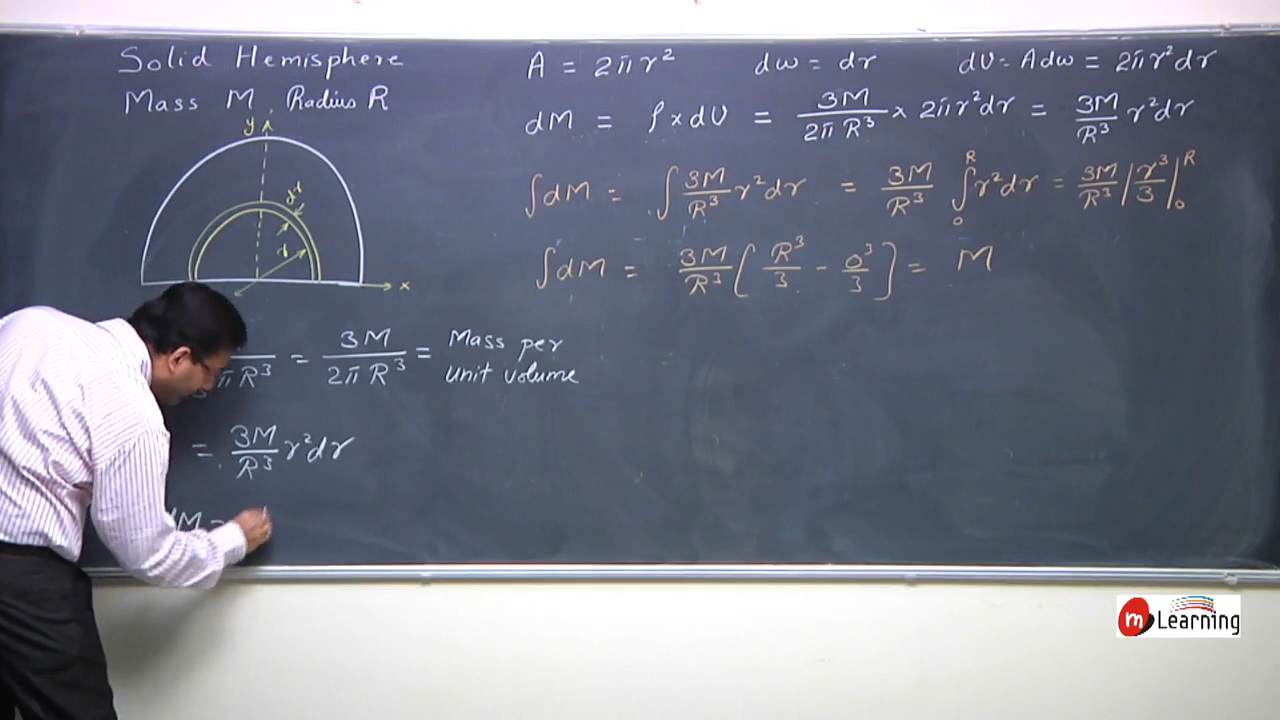 Solid Hemisphere
Mass M, Radius R
y
dr
r
x
πR³ = 3M/2πR³ = Mass per
unit volume
= 3M/R³ r²dr
dM =
A = 2πr² dw = dr dV = Adw = 2πr²dr
dM = ρ × dV = 3M/2πR³ × 2πr²dr = 3M/R³ r²dr
∫dM = ∫ 3M/R³ r²dr = 3M/R³ ∫₀ᴿ r²dr = 3M/R³ |r³/3|₀ᴿ
∫dM = 3M/R³ [R³/3 - 0³/3] = M
m Learning